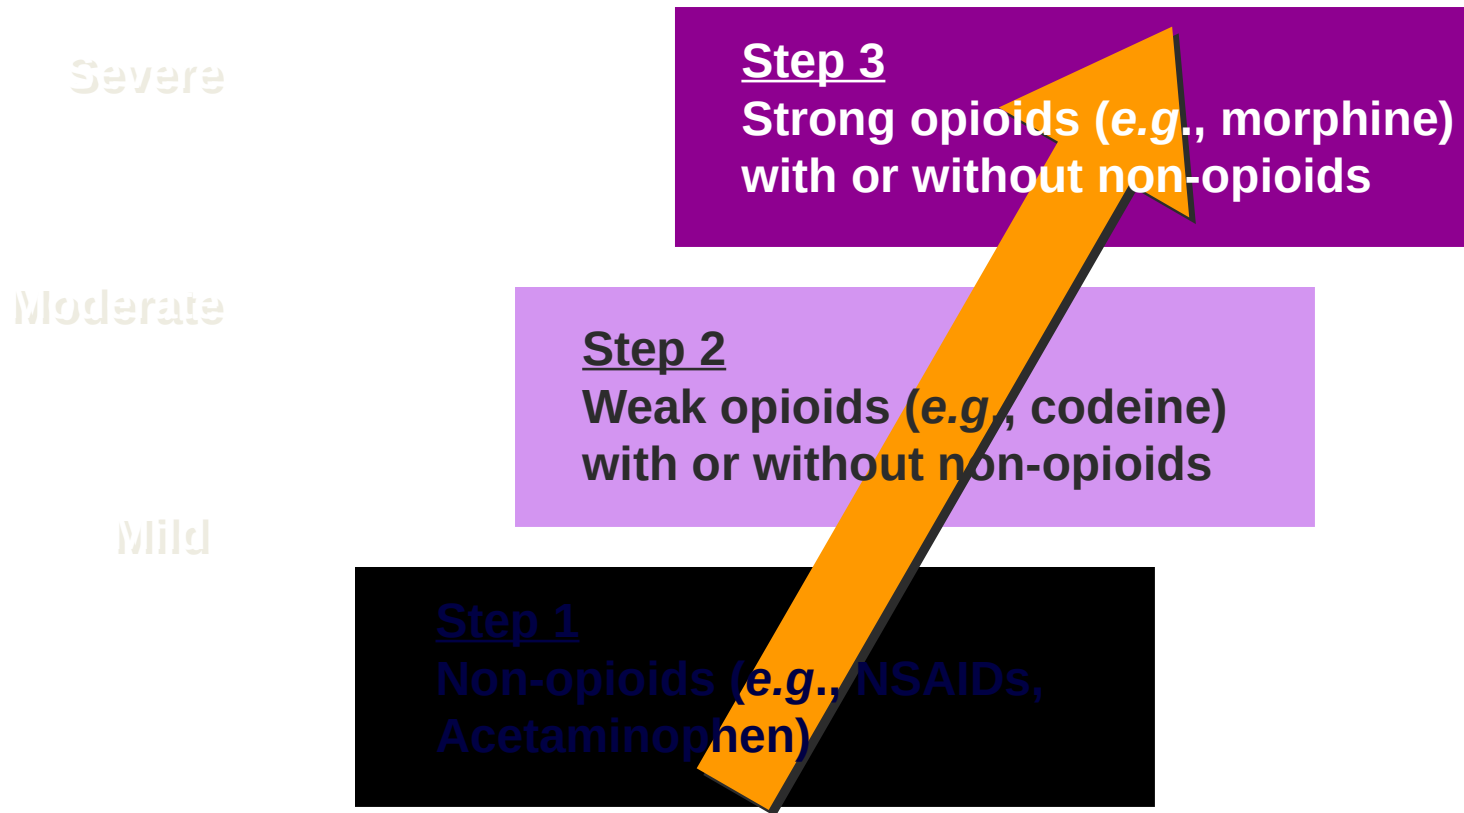 Severe
Step 3
Strong opioids (e.g., morphine)
with or without non-opioids
Moderate
Step 2
Weak opioids (e.g., codeine)
with or without non-opioids
Mild
Step 1
Non-opioids (e.g., NSAIDs,
Acetaminophen)